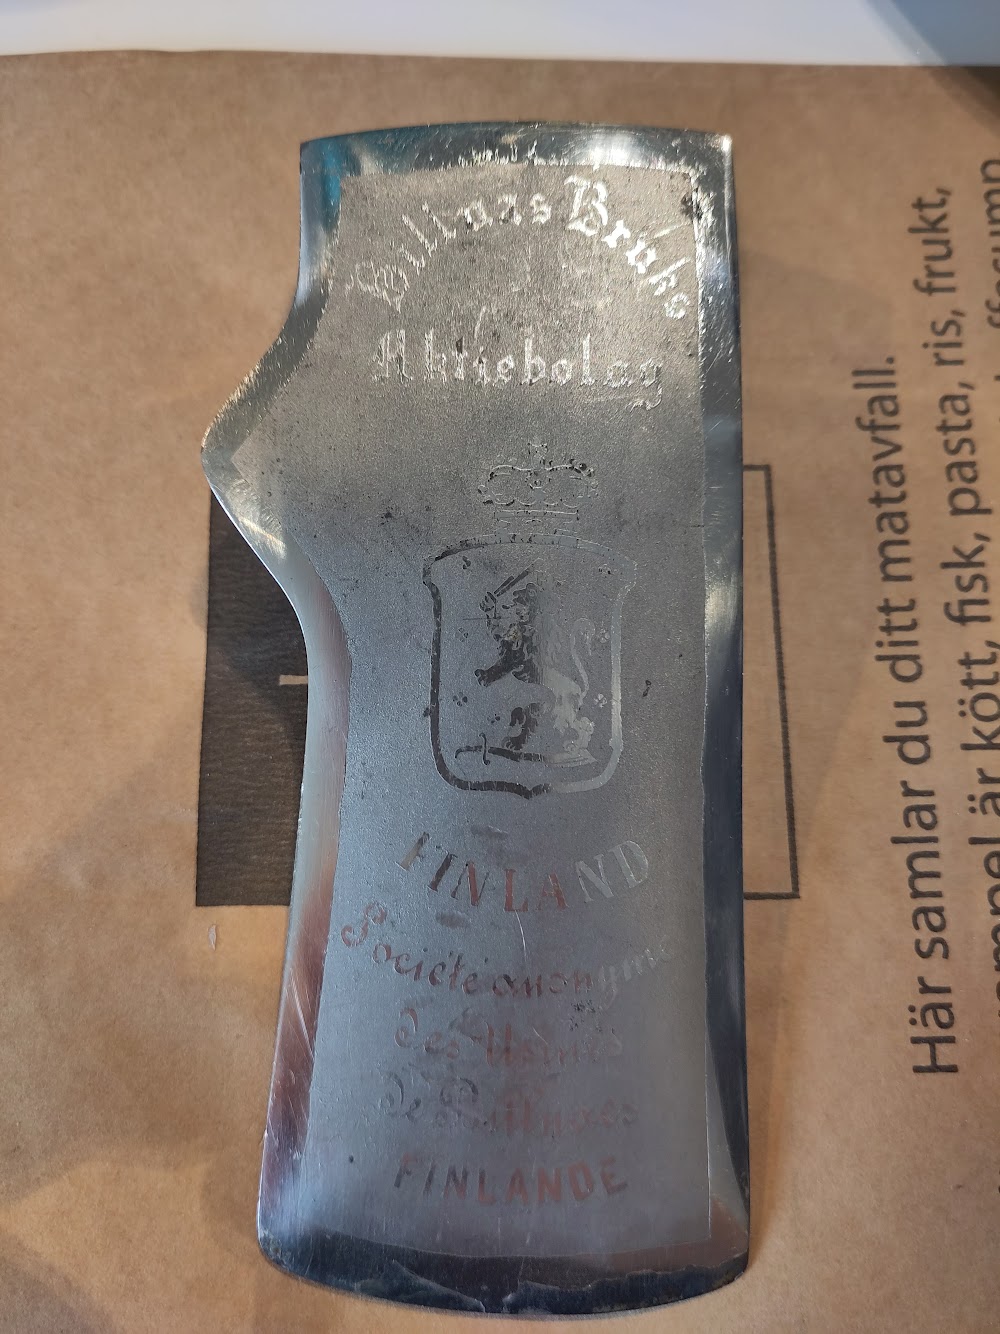 Billnäs Bruks
Aktiebolag
FINLAND
Société anonyme
des Usines
de Billnäes
FINLANDE
Här samlar du ditt matavfall.
är kött, fisk, pasta, ris, frukt,